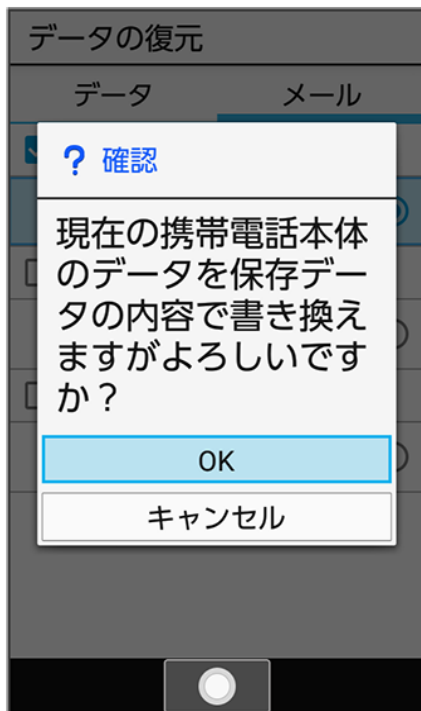 データの復元
データ
メール
? 確認
現在の携帯電話本体
のデータを保存デー
タの内容で書き換え
ますがよろしいです
か?
OK
キャンセル